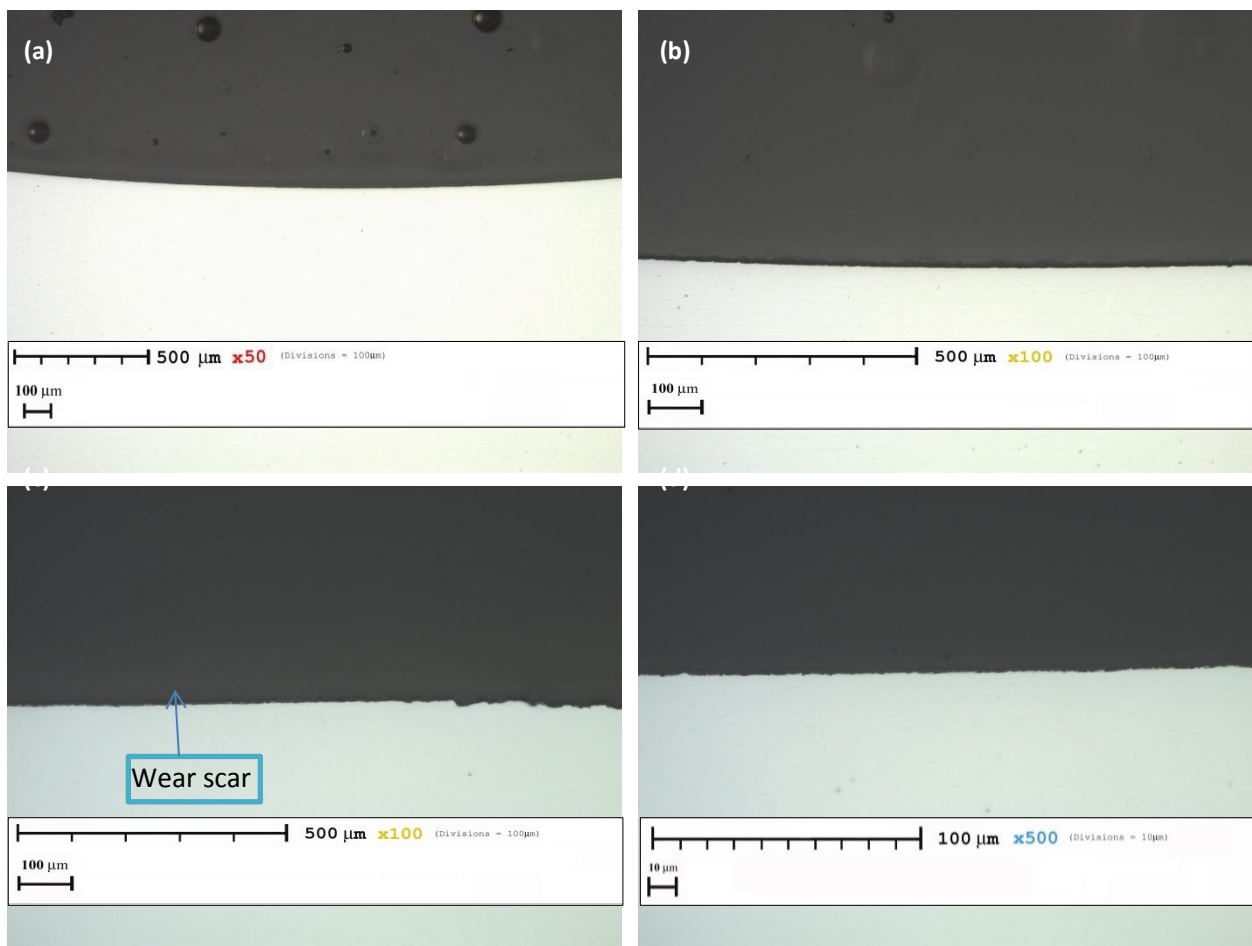 (a)
500 µm x50 (Divisions = 100µm)
100 µm
(b)
500 µm x100 (Divisions = 100µm)
100 µm
Wear scar
500 µm x100 (Divisions = 100µm)
100 µm
(d)
100 µm x500 (Divisions = 10µm)
10 µm